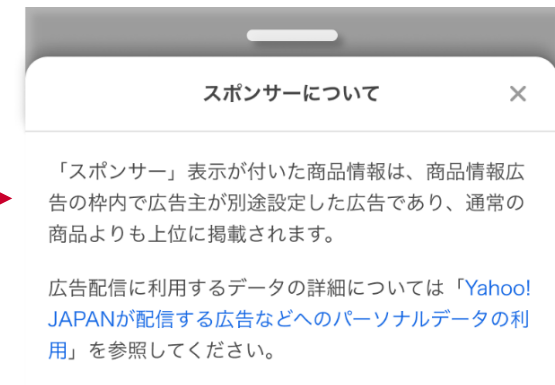 スポンサーについて
「スポンサー」表示が付いた商品情報は、商品情報広
告の枠内で広告主が別途設定した広告であり、通常の
商品よりも上位に掲載されます。
広告配信に利用するデータの詳細については「Yahoo!
JAPANが配信する広告などへのパーソナルデータの利
用」を参照してください。